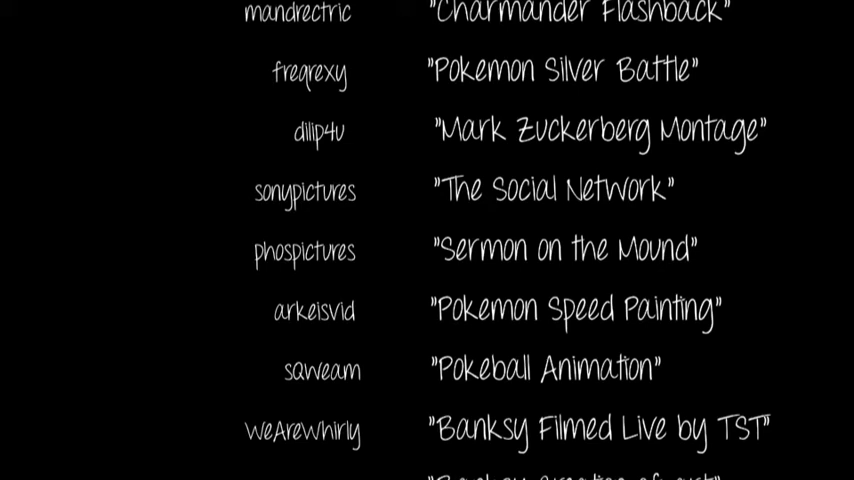 mandrectric "Charmander Flashback"
freqrexy "Pokemon Silver Battle"
dilip4u "Mark Zuckerberg Montage"
sonypictures "The Social Network"
phospictures "Sermon on the Mound"
arkeisvid "Pokemon Speed Painting"
sqweam "Pokeball Animation"
weArewhirly "Banksy Filmed Live by TST"